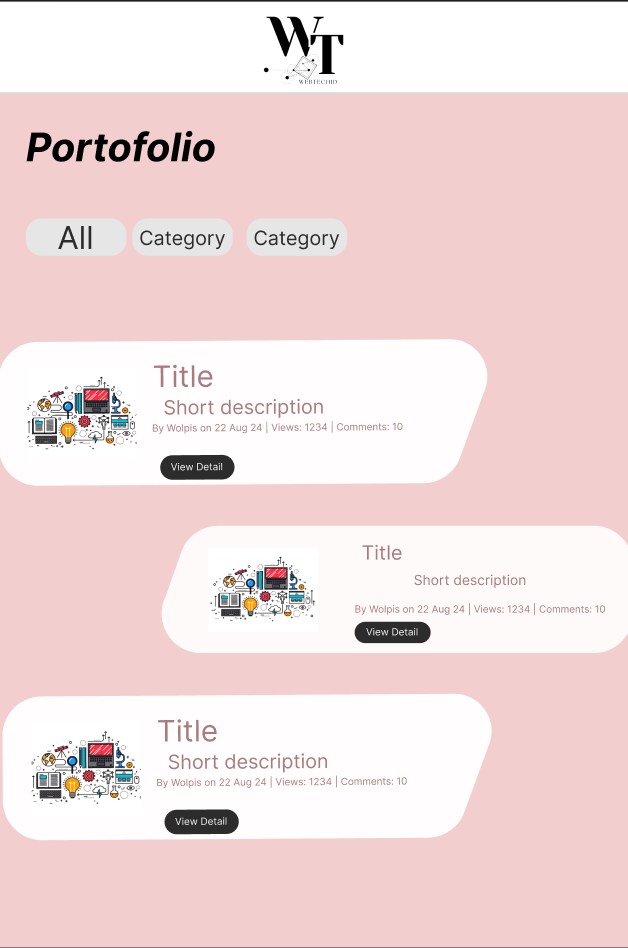 WT
WEBTECHID
Portofolio
All
Category
Category
Title
Short description
By Wolpis on 22 Aug 24 | Views: 1234 | Comments: 10
View Detail
Title
Short description
By Wolpis on 22 Aug 24 | Views: 1234 | Comments: 10
View Detail
Title
Short description
By Wolpis on 22 Aug 24 | Views: 1234 | Comments: 10
View Detail